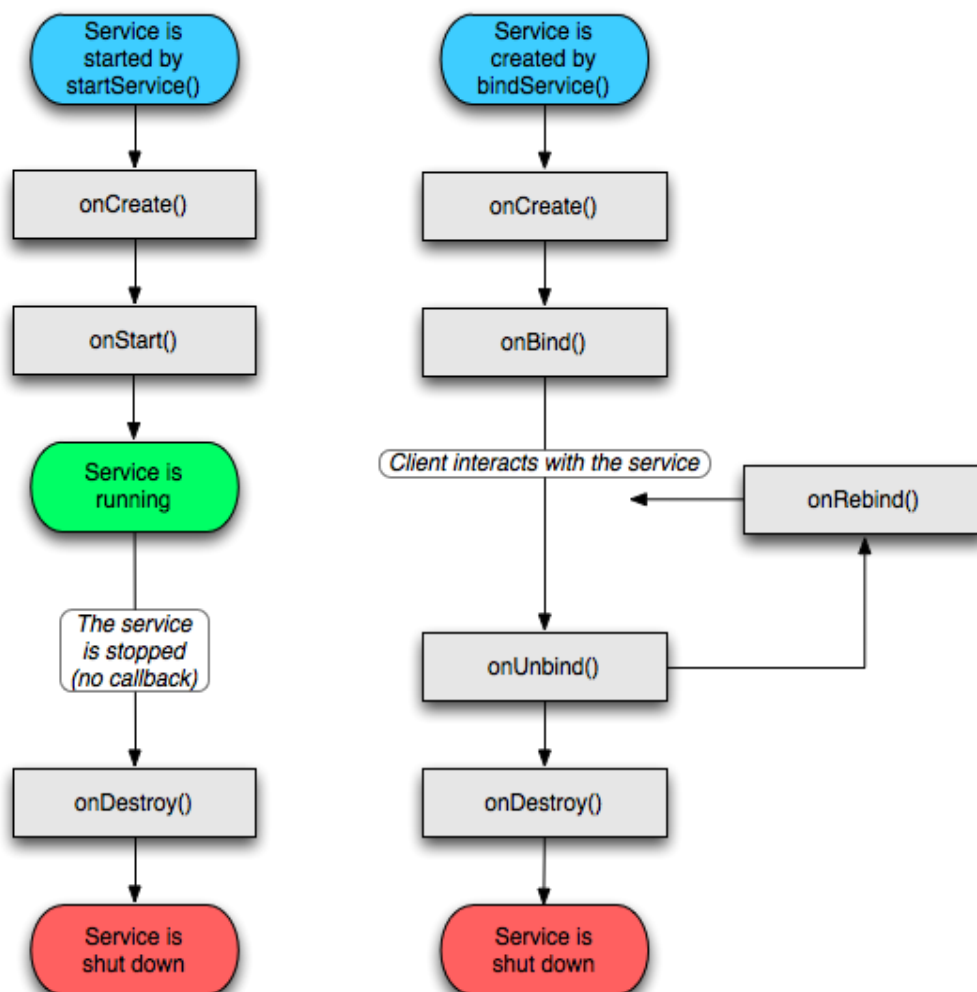 Service is
started by
startService()
onCreate()
onStart()
Service is
running
The service
is stopped
(no callback)
onDestroy()
Service is
shut down
Service is
created by
bindService()
onCreate()
onBind()
Client interacts with the service
onRebind()
onUnbind()
onDestroy()
Service is
shut down